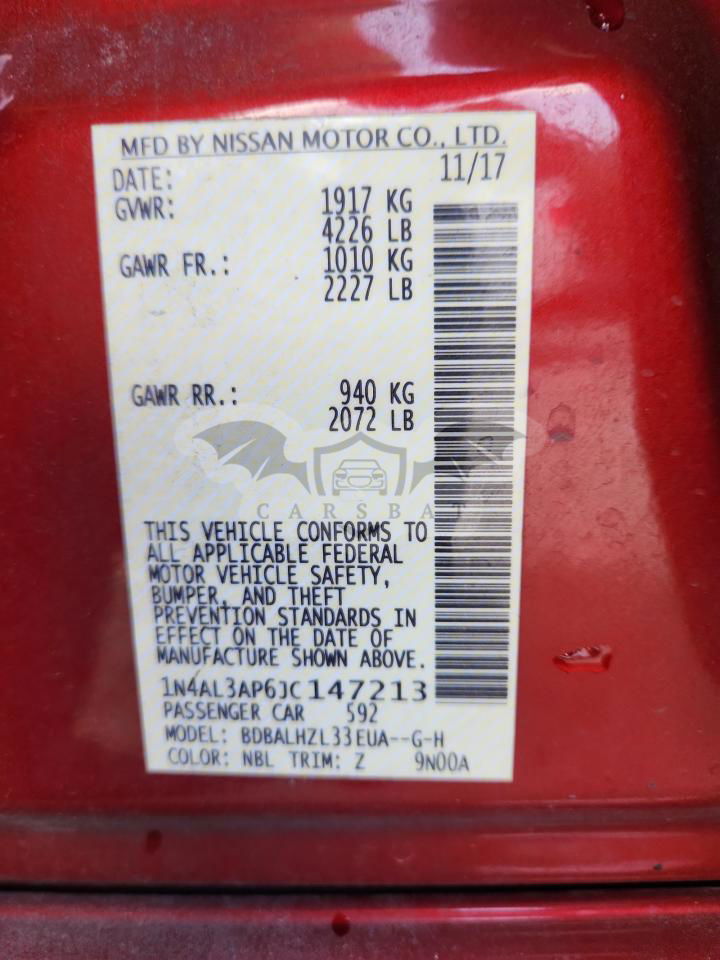 MFD BY NISSAN MOTOR CO., LTD.
DATE: 11/17
GVWR: 1917 KG
4226 LB
GAWR FR.: 1010 KG
2227 LB
GAWR RR.: 940 KG
2072 LB
CARSBAT
THIS VEHICLE CONFORMS TO
ALL APPLICABLE FEDERAL
MOTOR VEHICLE SAFETY,
BUMPER, AND THEFT
PREVENTION STANDARDS IN
EFFECT ON THE DATE OF
MANUFACTURE SHOWN ABOVE.
1N4AL3AP6JC147213
PASSENGER CAR 592
MODEL: BDBALHZL33EUA--G-H
COLOR: NBL TRIM: Z 9N00A